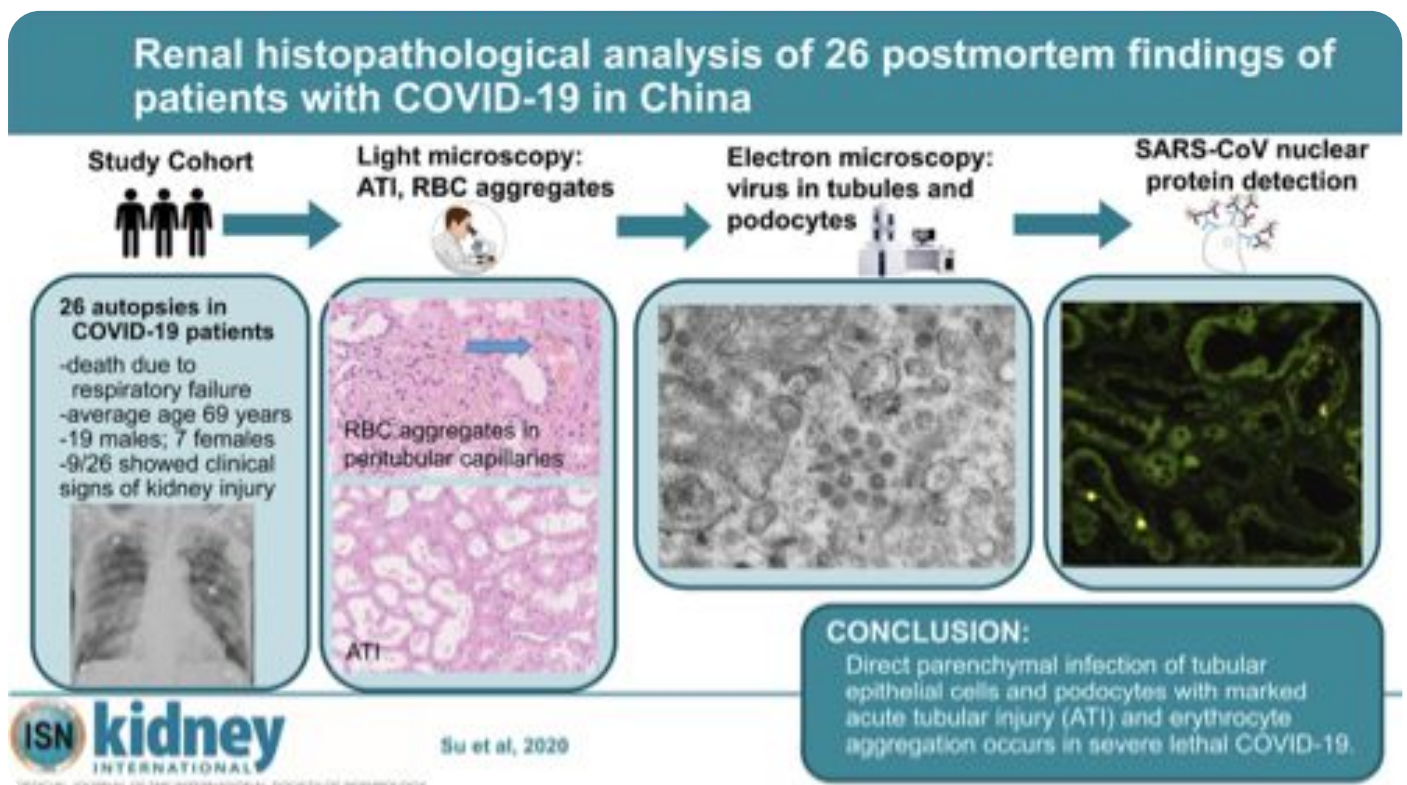 Renal histopathological analysis of 26 postmortem findings of
patients with COVID-19 in China
Study Cohort
Light microscopy:
ATI, RBC aggregates
Electron microscopy:
virus in tubules and
podocytes
SARS-CoV nuclear
protein detection
26 autopsies in
COVID-19 patients
-death due to
respiratory failure
-average age 69 years
-19 males; 7 females
-9/26 showed clinical
signs of kidney injury
RBC aggregates in
peritubular capillaries
ATI
CONCLUSION:
Direct parenchymal infection of tubular
epithelial cells and podocytes with marked
acute tubular injury (ATI) and erythrocyte
aggregation occurs in severe lethal COVID-19.
ISN
kidney
INTERNATIONAL
Su et al, 2020